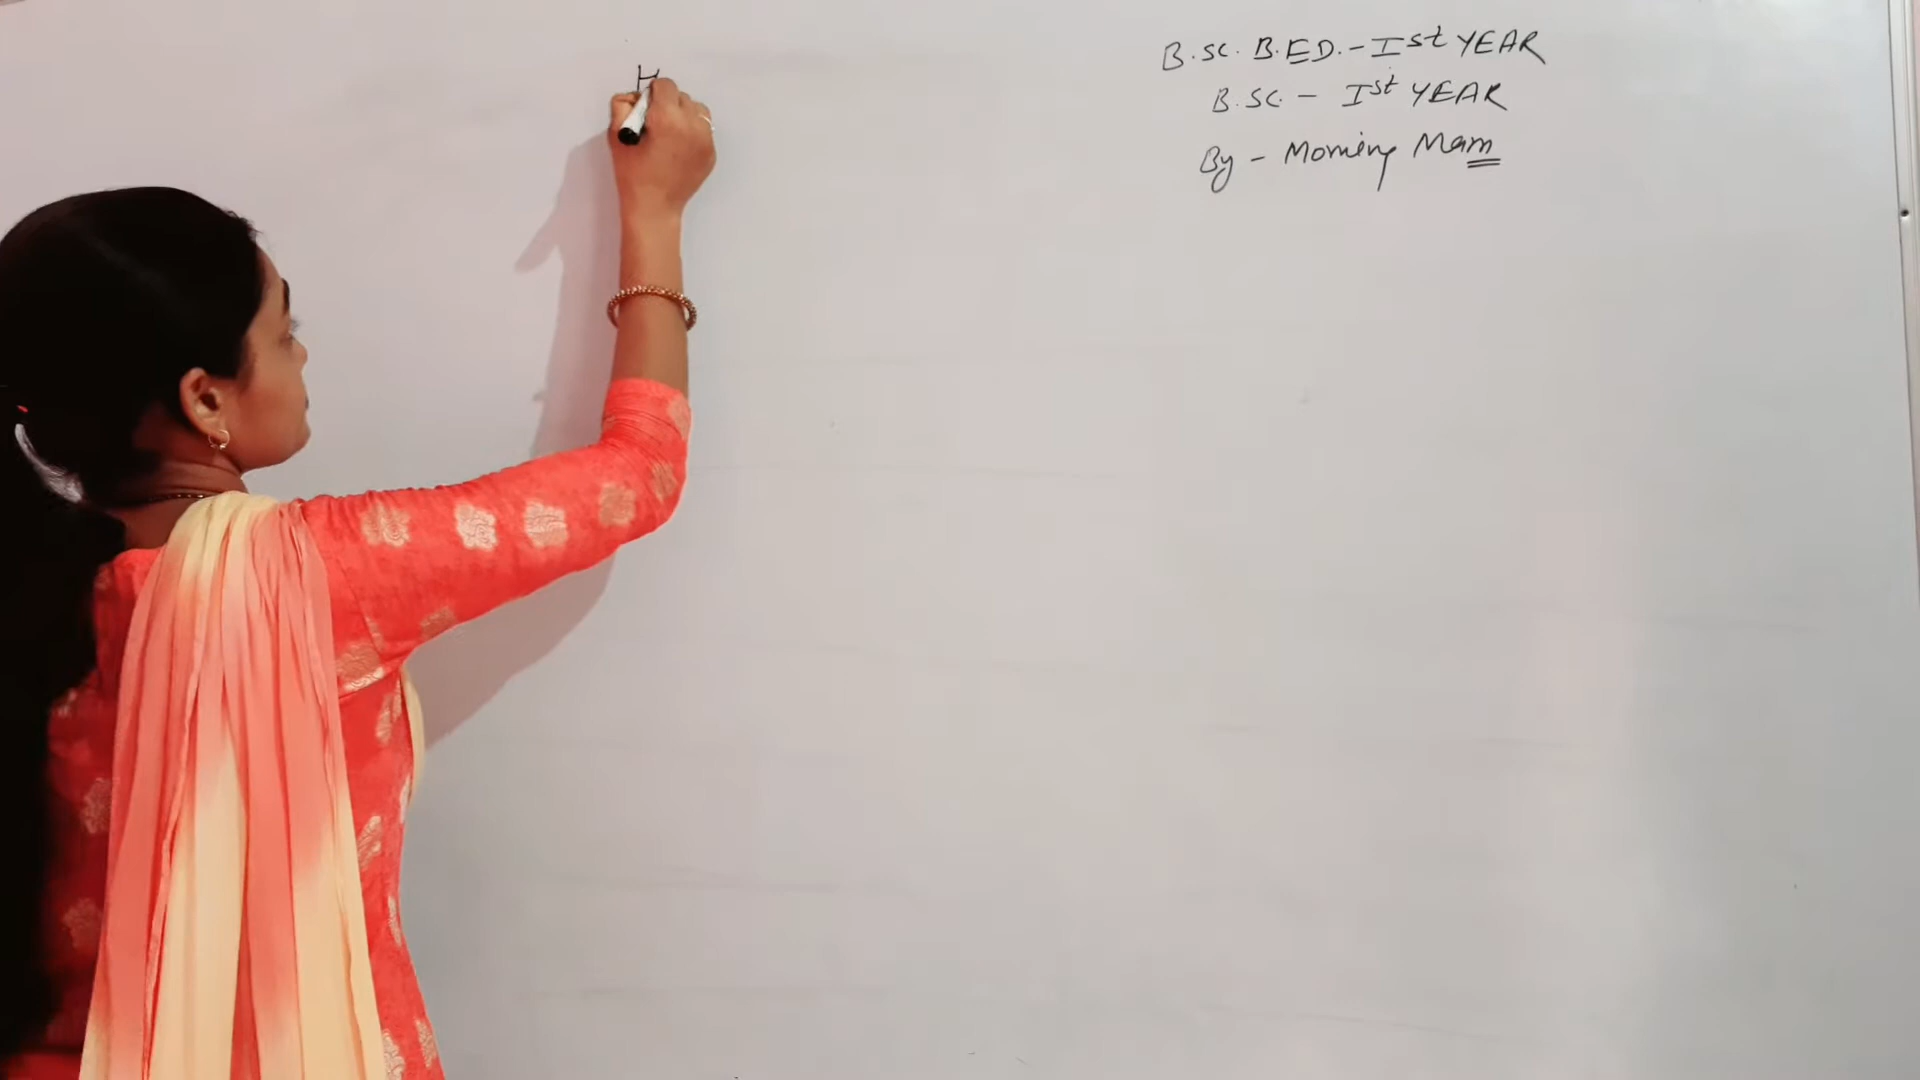 H
B.SC. B.ED. - Ist YEAR
B.SC. - Ist YEAR
By - Morning Mam